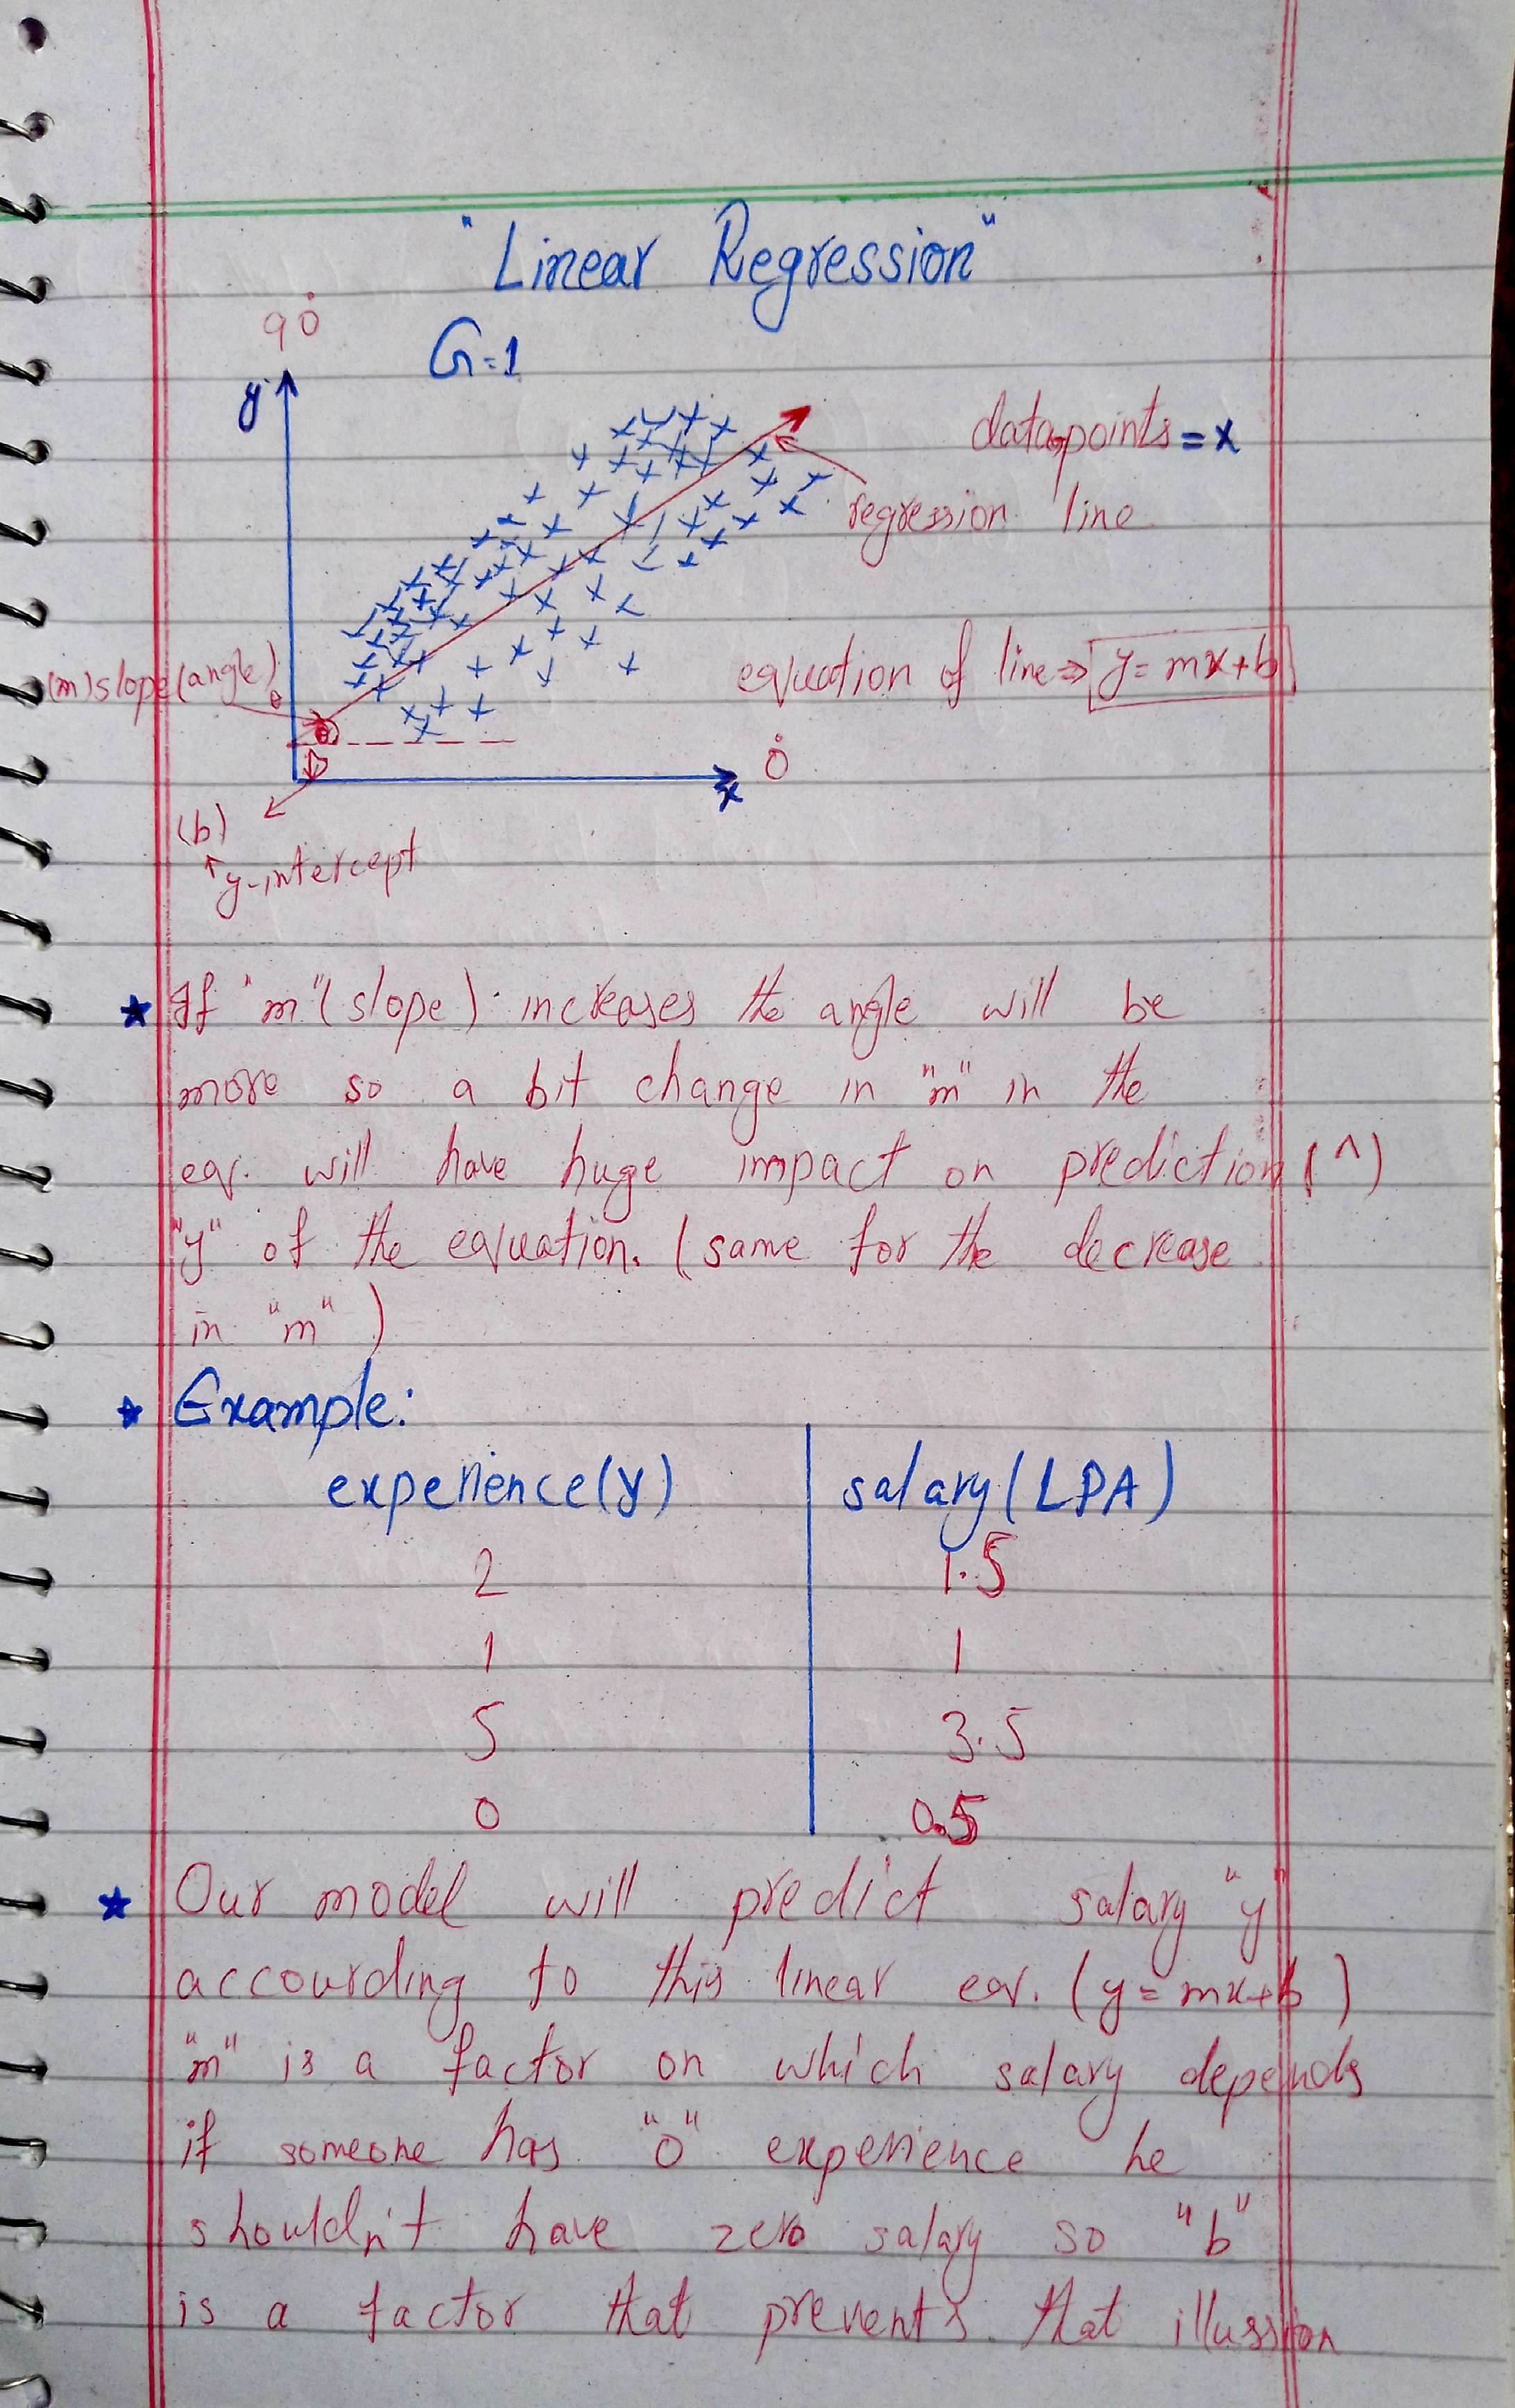 "Linear Regression"
90°
G=1
y
datapoints = x
regression line
(m) slope (angle)
θ
equation of line ⇒ y = mx+b
0°
x
(b)
y-intercept
★ If "m" (slope) increases the angle will be
more so a bit change in "m" in the
eq. will have huge impact on prediction (^)
"y" of the equation. (same for the decrease
in "m" )
★ Example:
experience(y) | salary(LPA)
2 | 1.5
1 | 1
5 | 3.5
0 | 0.5
★ Our model will predict salary "y"
accourding to this linear eq. (y = mx+b )
"m" is a factor on which salary depends
if someone has "0" experience he
shouldn't have zero salary so "b"
is a factor that prevents that illussion